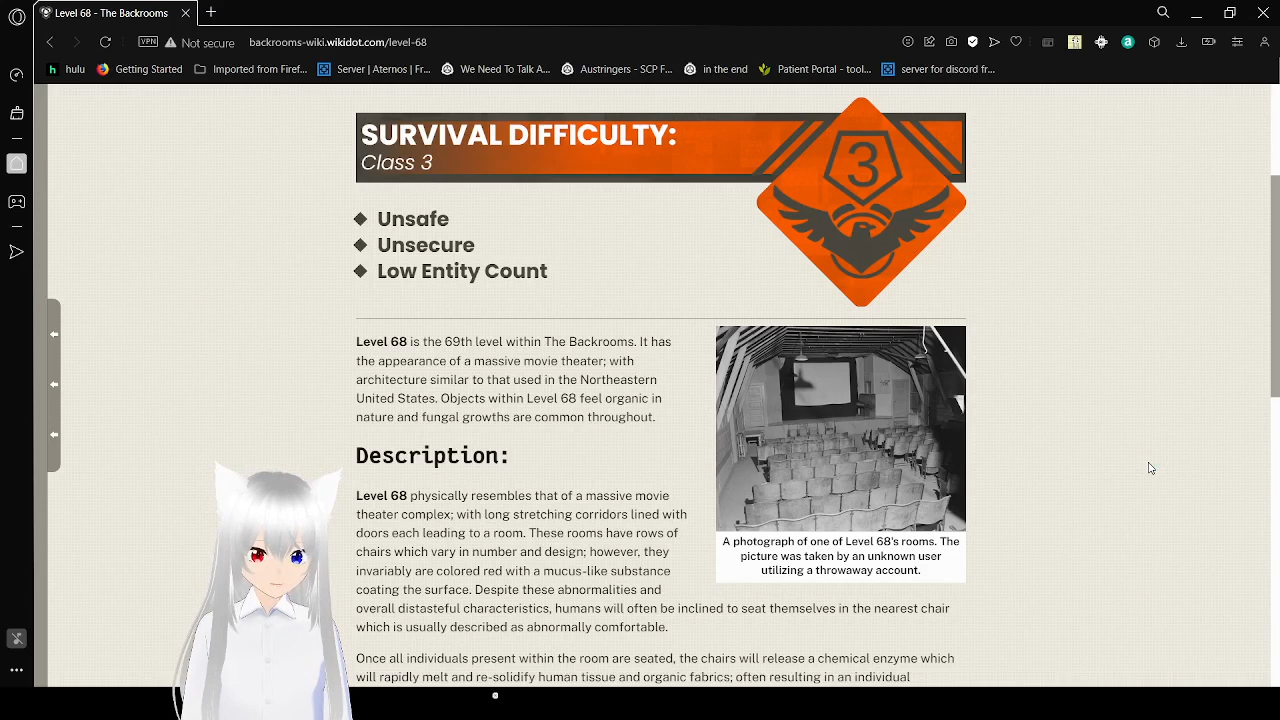 Level 68 - The Backrooms
VPN
Not secure
backrooms-wiki.wikidot.com/level-68
hulu
Getting Started
Imported from Firef...
Server | Aternos | Fr...
We Need To Talk A...
Austringers - SCP F...
in the end
Patient Portal - tool...
server for discord fr...
SURVIVAL DIFFICULTY:
Class 3
3
Unsafe
Unsecure
Low Entity Count
Level 68 is the 69th level within The Backrooms. It has
the appearance of a massive movie theater; with
architecture similar to that used in the Northeastern
United States. Objects within Level 68 feel organic in
nature and fungal growths are common throughout.
A photograph of one of Level 68's rooms. The
picture was taken by an unknown user
utilizing a throwaway account.
Description:
Level 68 physically resembles that of a massive movie
theater complex; with long stretching corridors lined with
doors each leading to a room. These rooms have rows of
chairs which vary in number and design; however, they
invariably are colored red with a mucus-like substance
coating the surface. Despite these abnormalities and
overall distasteful characteristics, humans will often be inclined to seat themselves in the nearest chair
which is usually described as abnormally comfortable.
Once all individuals present within the room are seated, the chairs will release a chemical enzyme which
will rapidly melt and re-solidify human tissue and organic fabrics; often resulting in an individual